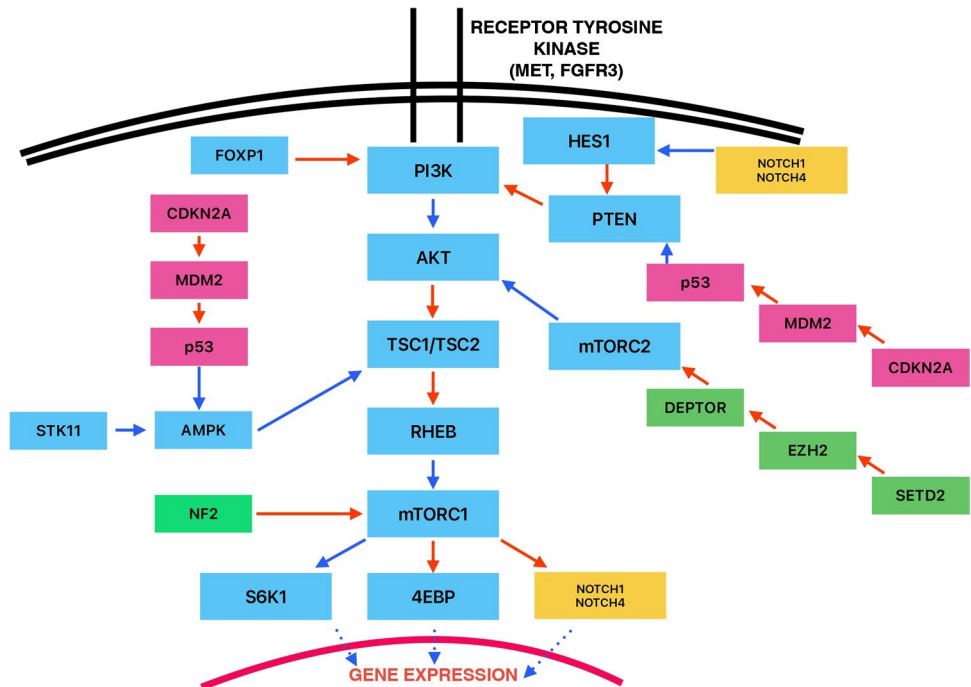 RECEPTOR TYROSINE
KINASE
(MET, FGFR3)
FOXP1
PI3K
HES1
NOTCH1
NOTCH4
CDKN2A
PTEN
AKT
MDM2
p53
p53
MDM2
TSC1/TSC2
mTORC2
CDKN2A
DEPTOR
STK11
AMPK
RHEB
EZH2
SETD2
NF2
mTORC1
S6K1
4EBP
NOTCH1
NOTCH4
GENE EXPRESSION